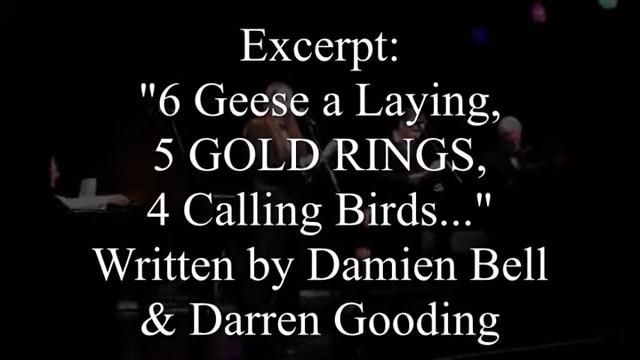 Excerpt:
"6 Geese a Laying,
5 GOLD RINGS,
4 Calling Birds..."
Written by Damien Bell
& Darren Gooding